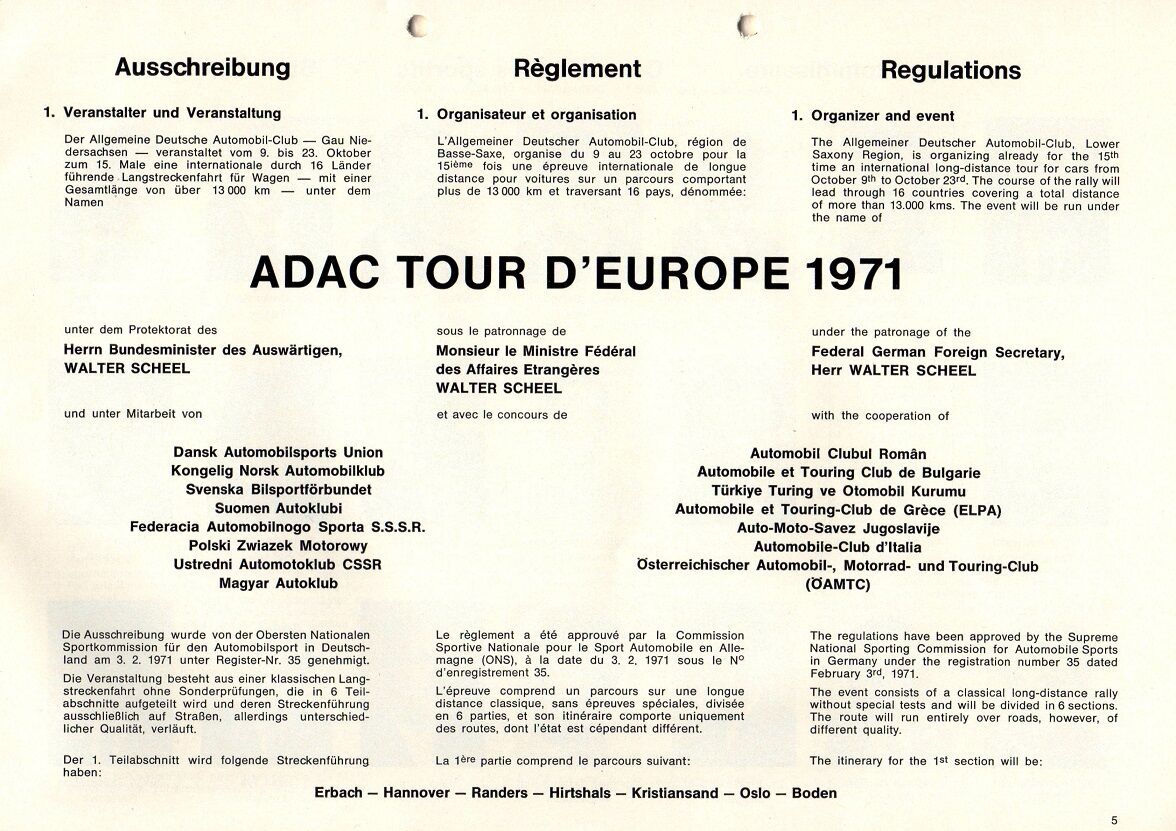 Ausschreibung
1. Veranstalter und Veranstaltung
Der Allgemeine Deutsche Automobil-Club — Gau Nie-
dersachsen — veranstaltet vom 9. bis 23. Oktober
zum 15. Male eine internationale durch 16 Länder
führende Langstreckenfahrt für Wagen — mit einer
Gesamtlänge von über 13 000 km — unter dem
Namen
Règlement
1. Organisateur et organisation
L'Allgemeiner Deutscher Automobil-Club, région de
Basse-Saxe, organise du 9 au 23 octobre pour la
15ième fois une épreuve internationale de longue
distance pour voitures sur un parcours comportant
plus de 13 000 km et traversant 16 pays, dénommée:
Regulations
1. Organizer and event
The Allgemeiner Deutscher Automobil-Club, Lower
Saxony Region, is organizing already for the 15th
time an international long-distance tour for cars from
October 9th to October 23rd. The course of the rally will
lead through 16 countries covering a total distance
of more than 13.000 kms. The event will be run under
the name of
ADAC TOUR D'EUROPE 1971
unter dem Protektorat des
Herrn Bundesminister des Auswärtigen,
WALTER SCHEEL
und unter Mitarbeit von
sous le patronnage de
Monsieur le Ministre Fédéral
des Affaires Etrangères
WALTER SCHEEL
et avec le concours de
under the patronage of the
Federal German Foreign Secretary,
Herr WALTER SCHEEL
with the cooperation of
Dansk Automobilsports Union
Kongelig Norsk Automobilklub
Svenska Bilsportförbundet
Suomen Autoklubi
Federacia Automobilnogo Sporta S.S.S.R.
Polski Zwiazek Motorowy
Ustredni Automotoklub CSSR
Magyar Autoklub
Automobil Clubul Român
Automobile et Touring Club de Bulgarie
Türkiye Turing ve Otomobil Kurumu
Automobile et Touring-Club de Grèce (ELPA)
Auto-Moto-Savez Jugoslavije
Automobile-Club d'Italia
Österreichischer Automobil-, Motorrad- und Touring-Club
(ÖAMTC)
Die Ausschreibung wurde von der Obersten Nationalen
Sportkommission für den Automobilsport in Deutsch-
land am 3. 2. 1971 unter Register-Nr. 35 genehmigt.
Die Veranstaltung besteht aus einer klassischen Lang-
streckenfahrt ohne Sonderprüfungen, die in 6 Teil-
abschnitte aufgeteilt wird und deren Streckenführung
ausschließlich auf Straßen, allerdings unterschied-
licher Qualität, verläuft.
Der 1. Teilabschnitt wird folgende Streckenführung
haben:
Le règlement a été approuvé par la Commission
Sportive Nationale pour le Sport Automobile en Alle-
magne (ONS), à la date du 3. 2. 1971 sous le No
d'enregistrement 35.
L'épreuve comprend un parcours sur une longue
distance classique, sans épreuves spéciales, divisée
en 6 parties, et son itinéraire comporte uniquement
des routes, dont l'état est cépendant différent.
La 1ère partie comprend le parcours suivant:
The regulations have been approved by the Supreme
National Sporting Commission for Automobile Sports
in Germany under the registration number 35 dated
February 3rd, 1971.
The event consists of a classical long-distance rally
without special tests and will be divided in 6 sections.
The route will run entirely over roads, however, of
different quality.
The itinerary for the 1st section will be:
Erbach — Hannover — Randers — Hirtshals — Kristiansand — Oslo — Boden
5